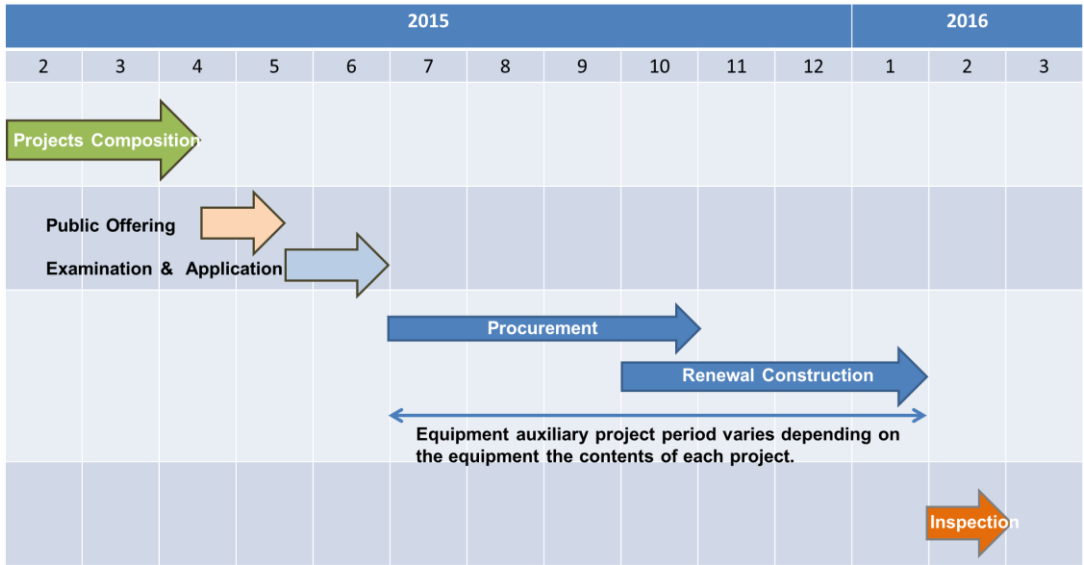 2015 2016
2 3 4 5 6 7 8 9 10 11 12 1 2 3
Projects Composition
Public Offering
Examination & Application
Procurement
Renewal Construction
Equipment auxiliary project period varies depending on
the equipment the contents of each project.
Inspection